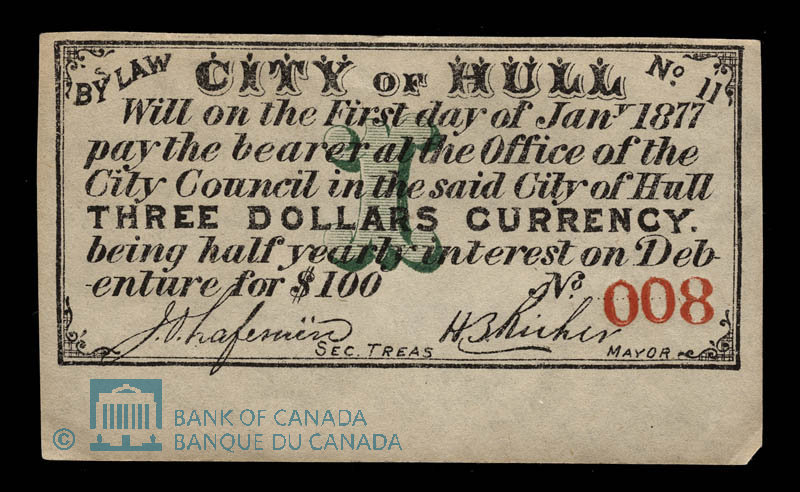 BY LAW CITY OF HULL No. 11
Will on the First day of Jany 1877
pay the bearer at the Office of the
City Council in the said City of Hull
THREE DOLLARS CURRENCY.
being half yearly interest on Deb-
-enture for $100 No. 008
SEC. TREAS MAYOR
1
© BANK OF CANADA
BANQUE DU CANADA